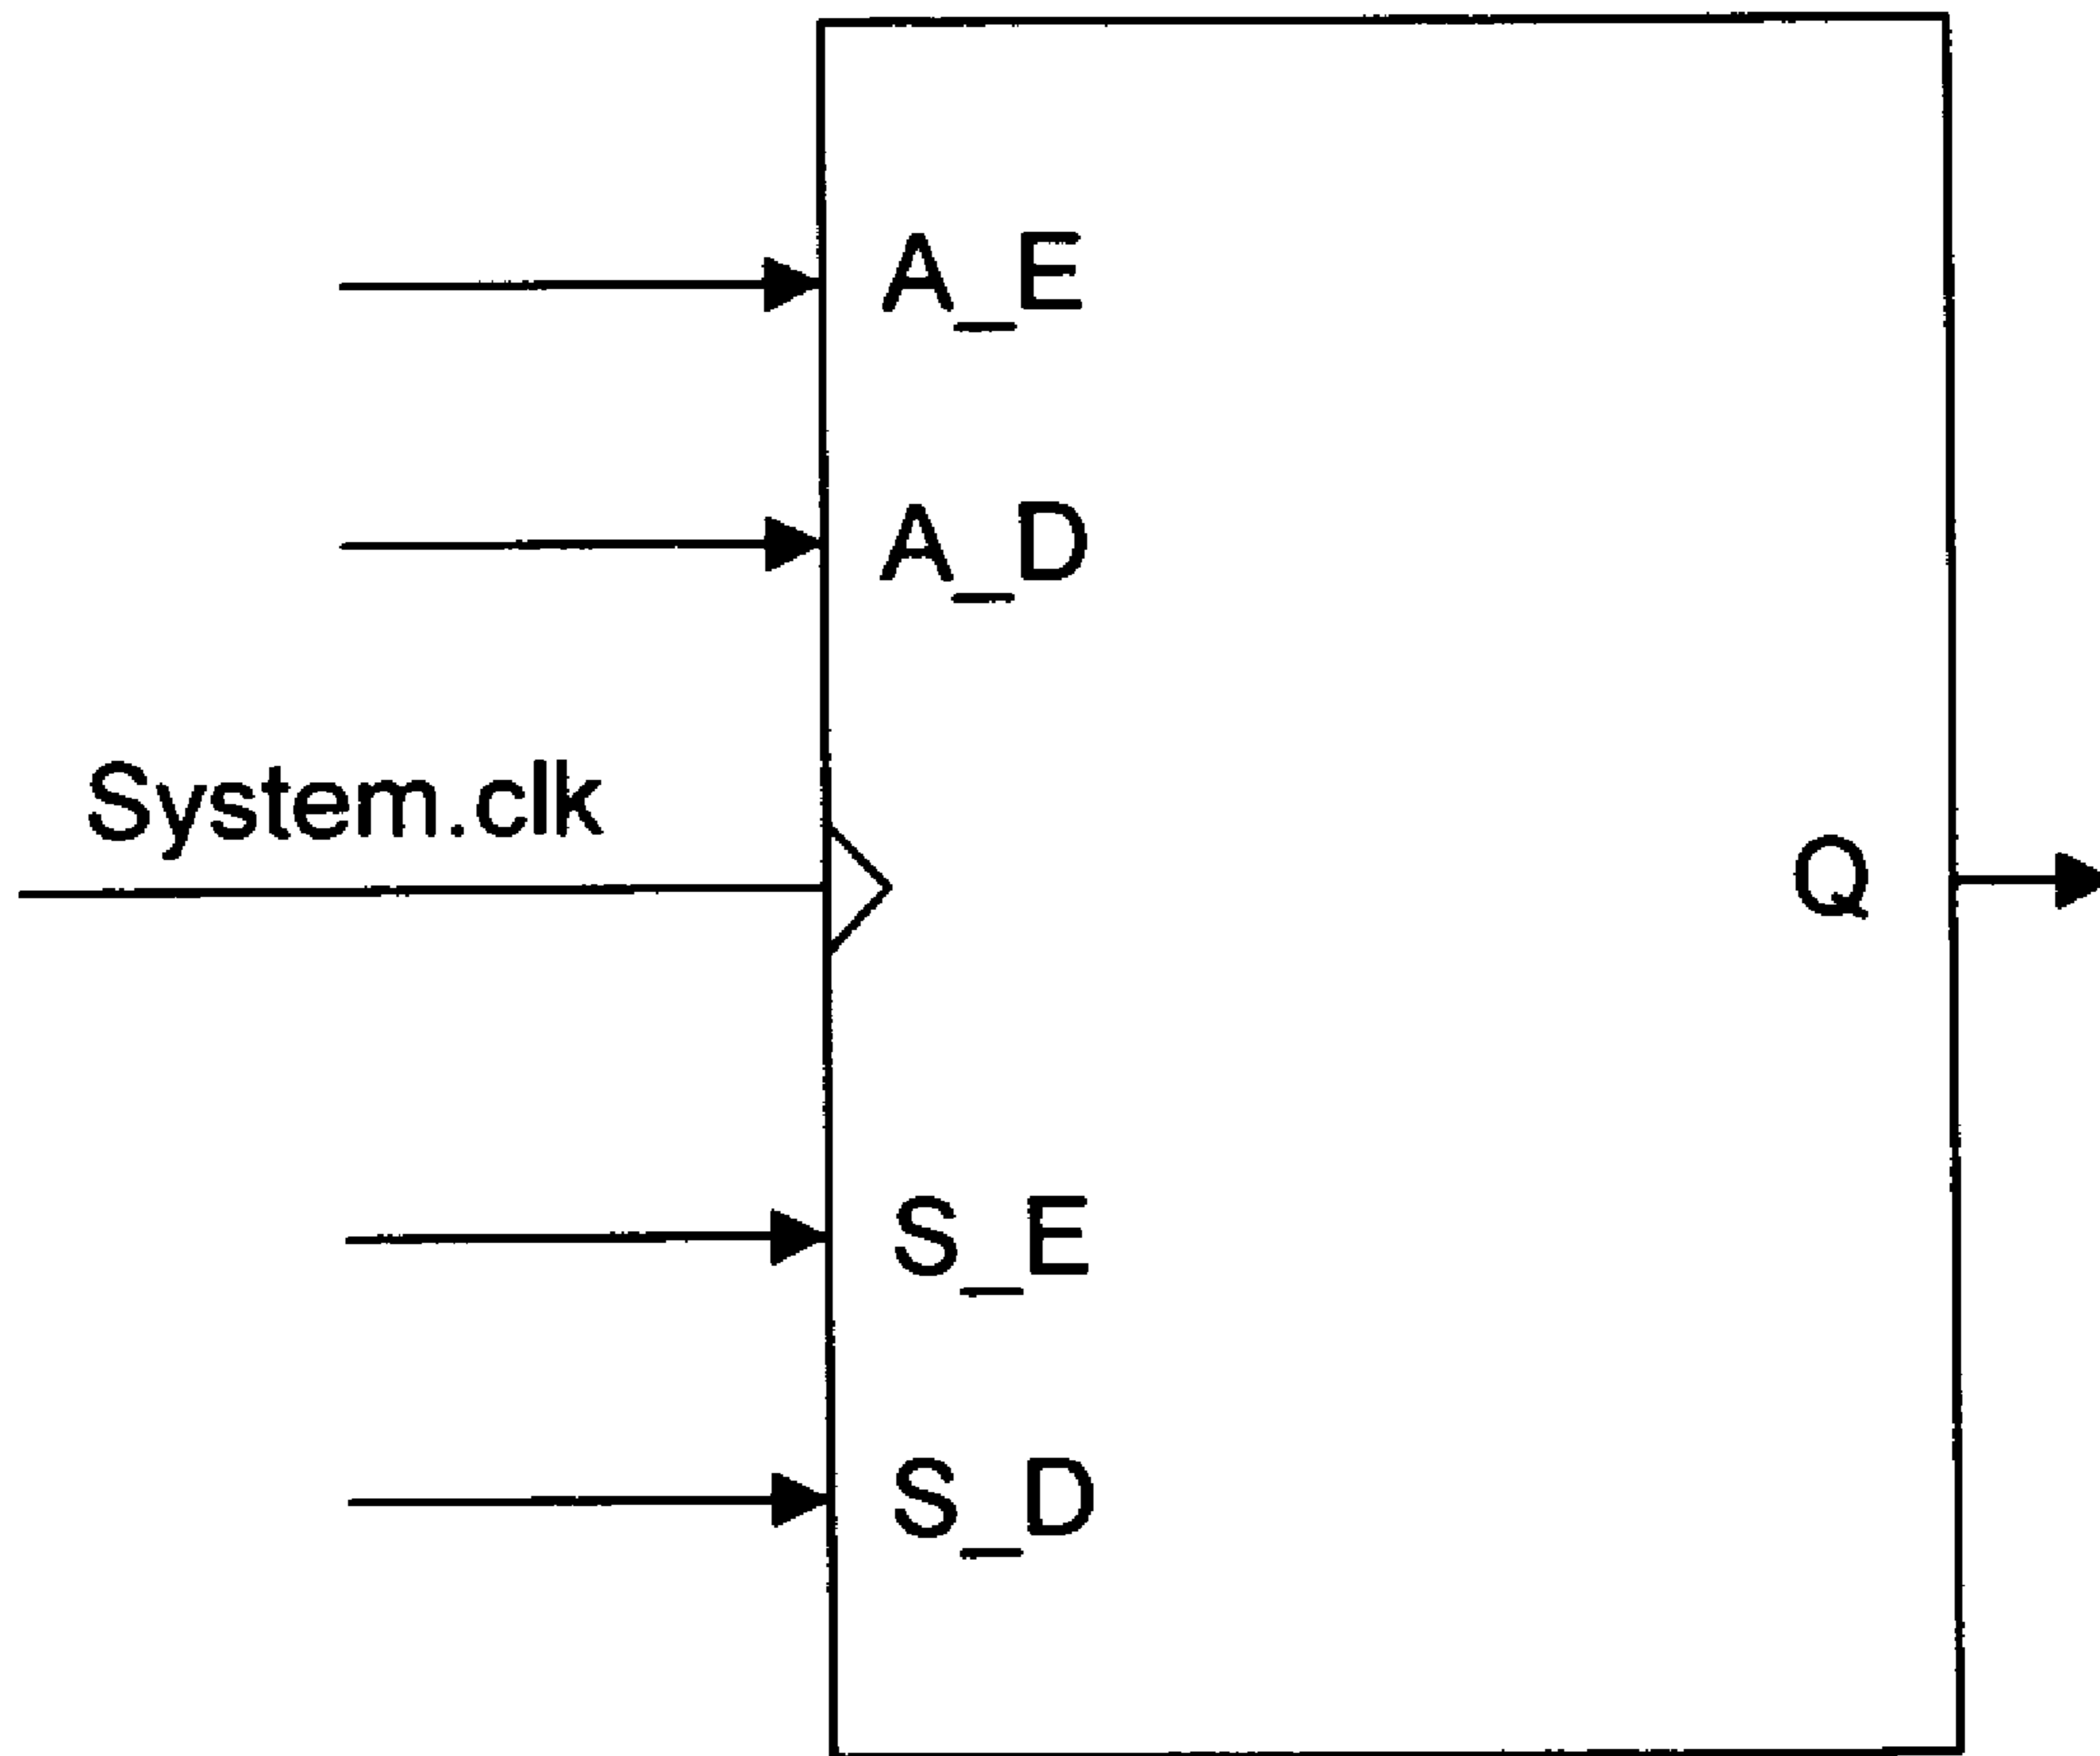 A_E
A_D
System.clk
Q
S_E
S_D